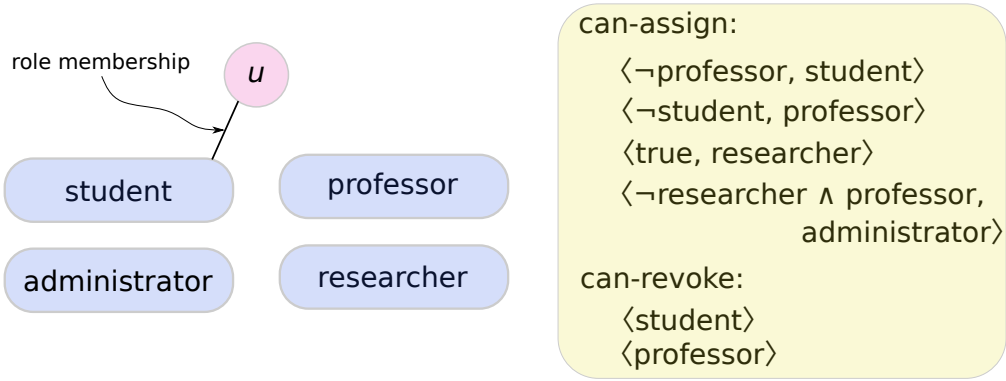 role membership
u
student
professor
administrator
researcher
can-assign:
〈¬professor, student〉
〈¬student, professor〉
〈true, researcher〉
〈¬researcher ∧ professor,
administrator〉
can-revoke:
〈student〉
〈professor〉